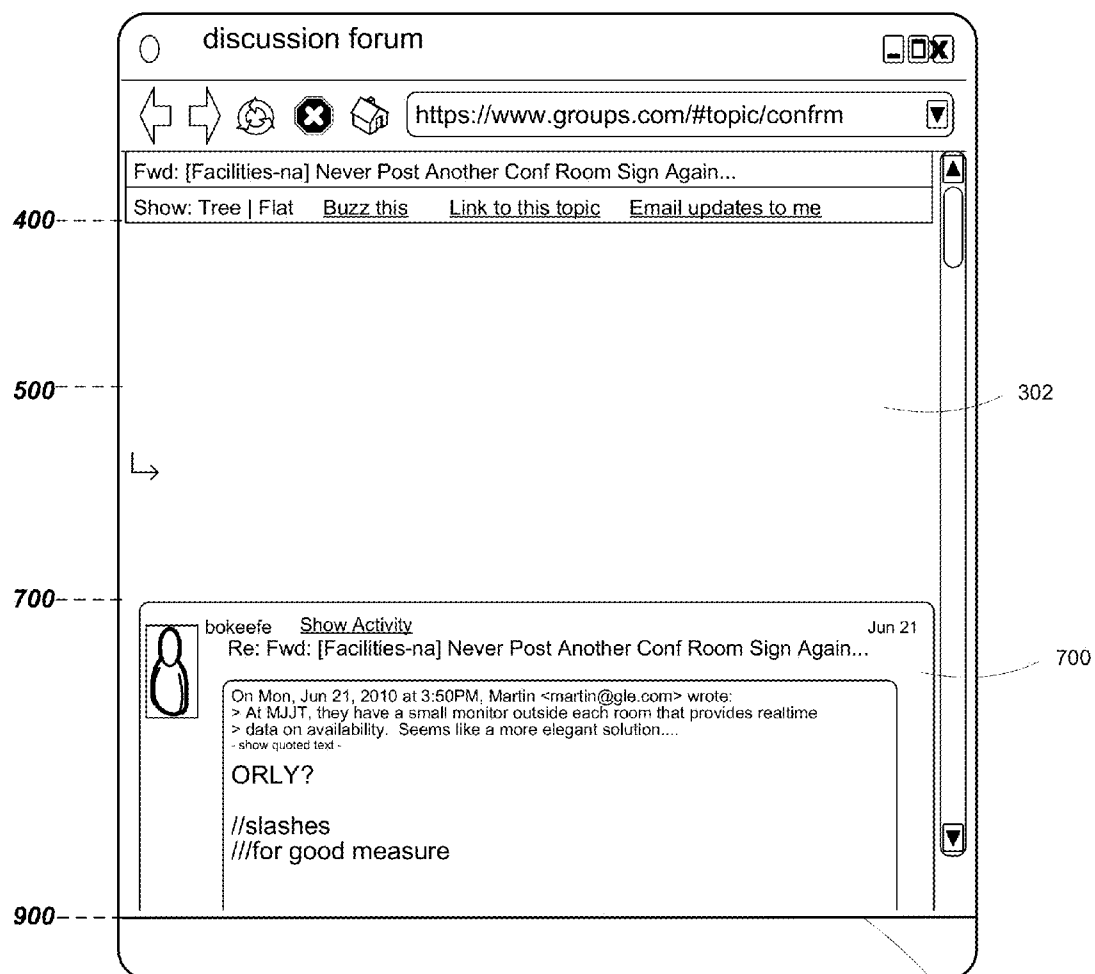 discussion forum
https://www.groups.com/#topic/confrm
Fwd: [Facilities-na] Never Post Another Conf Room Sign Again...
Show: Tree | Flat Buzz this Link to this topic Email updates to me
400
500
302
700
bokeefe Show Activity Jun 21
Re: Fwd: [Facilities-na] Never Post Another Conf Room Sign Again...
700
On Mon, Jun 21, 2010 at 3:50PM, Martin <martin@gle.com> wrote:
> At MJJT, they have a small monitor outside each room that provides realtime
> data on availability. Seems like a more elegant solution....
- show quoted text -
ORLY?
//slashes
///for good measure
900